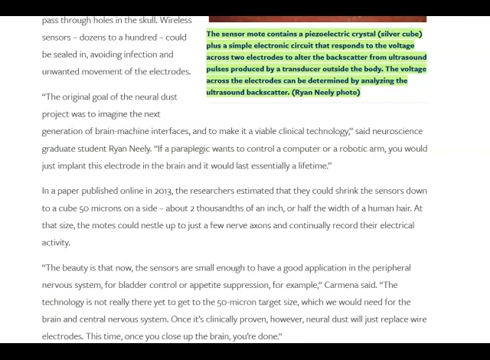 pass through holes in the skull. Wireless
sensors – dozens to a hundred – could
be sealed in, avoiding infection and
unwanted movement of the electrodes.
The sensor mote contains a piezoelectric crystal (silver cube)
plus a simple electronic circuit that responds to the voltage
across two electrodes to alter the backscatter from ultrasound
pulses produced by a transducer outside the body. The voltage
across the electrodes can be determined by analyzing the
ultrasound backscatter. (Ryan Neely photo)
“The original goal of the neural dust
project was to imagine the next
generation of brain-machine interfaces, and to make it a viable clinical technology,” said neuroscience
graduate student Ryan Neely. “If a paraplegic wants to control a computer or a robotic arm, you would
just implant this electrode in the brain and it would last essentially a lifetime.”
In a paper published online in 2013, the researchers estimated that they could shrink the sensors down
to a cube 50 microns on a side – about 2 thousandths of an inch, or half the width of a human hair. At
that size, the motes could nestle up to just a few nerve axons and continually record their electrical
activity.
“The beauty is that now, the sensors are small enough to have a good application in the peripheral
nervous system, for bladder control or appetite suppression, for example,“ Carmena said. “The
technology is not really there yet to get to the 50-micron target size, which we would need for the
brain and central nervous system. Once it’s clinically proven, however, neural dust will just replace wire
electrodes. This time, once you close up the brain, you’re done.“